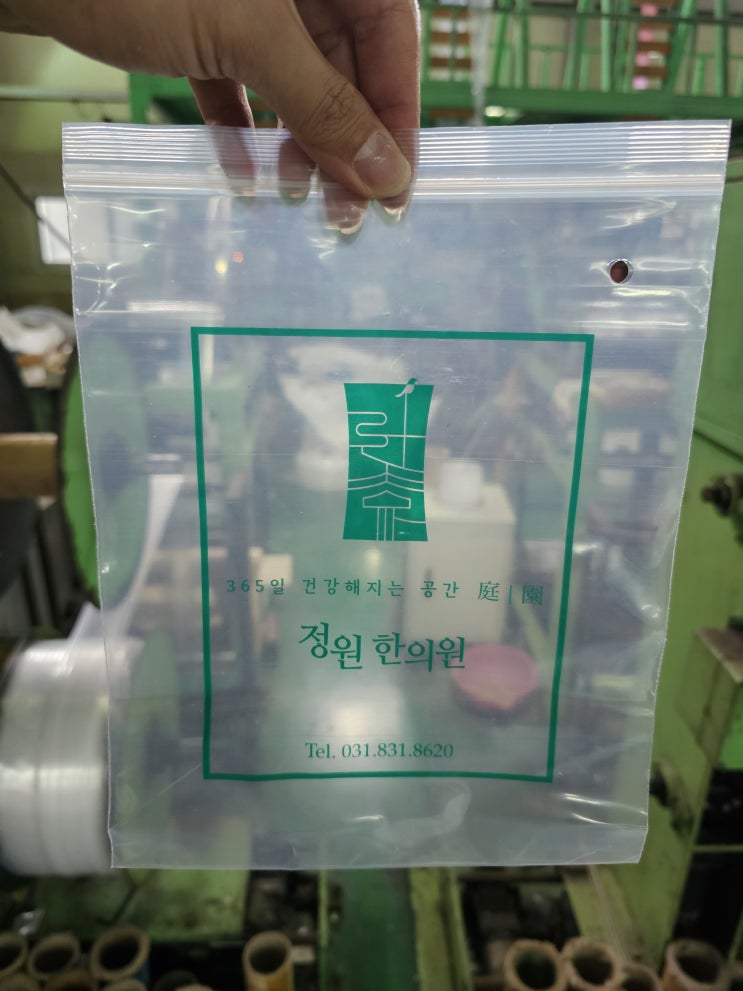 365일 건강해지는 공간 庭|園
정원 한의원
Tel. 031.831.8620